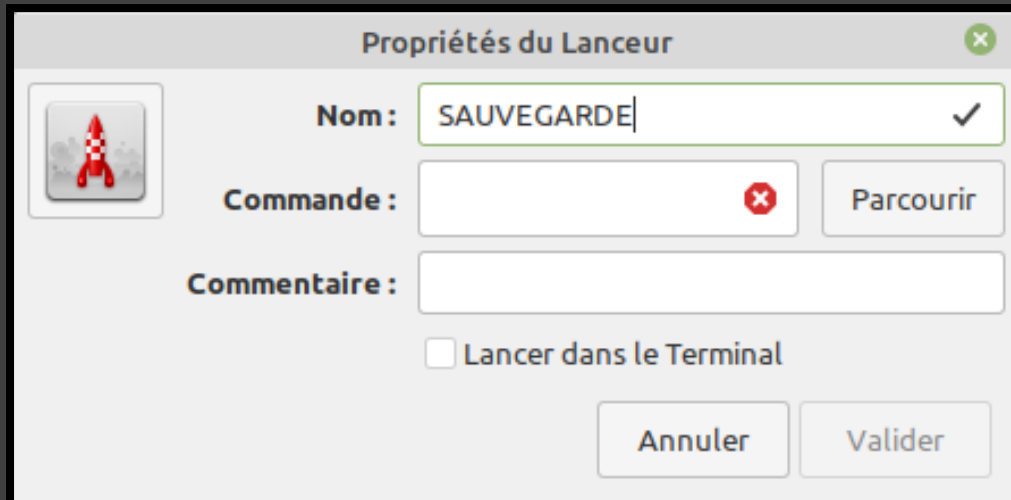 Propriétés du Lanceur
Nom : SAUVEGARDE
Commande : Parcourir
Commentaire :
Lancer dans le Terminal
Annuler Valider